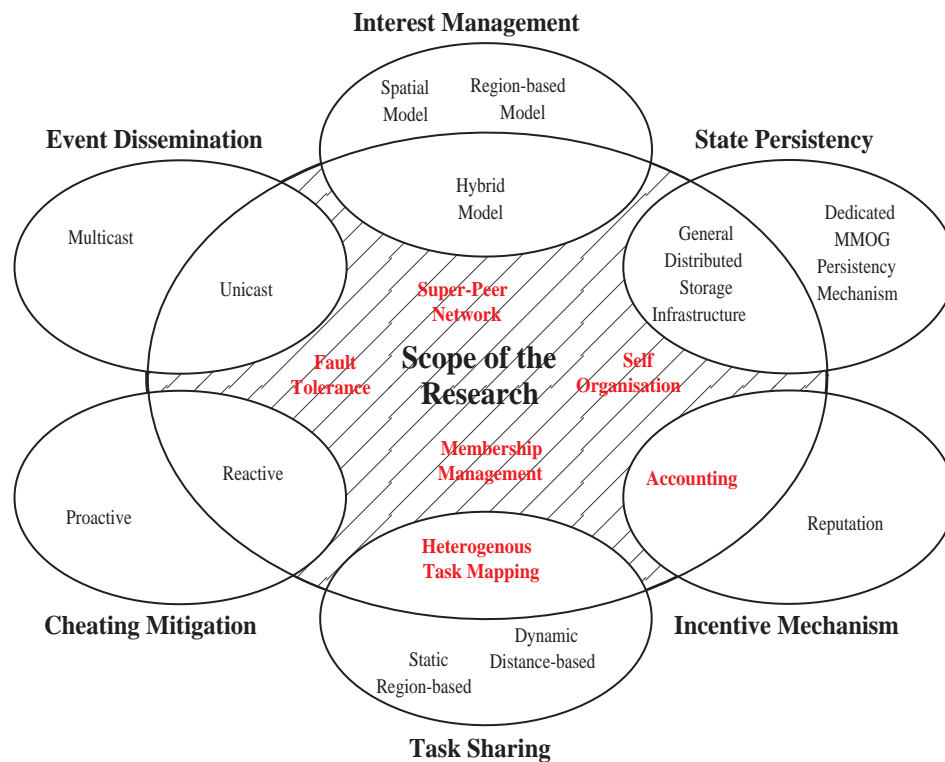 Interest Management
Spatial
Model
Region-based
Model
Hybrid
Model
Event Dissemination
Multicast
Unicast
State Persistency
General
Distributed
Storage
Infrastructure
Dedicated
MMOG
Persistency
Mechanism
Super-Peer
Network
Fault
Tolerance
Scope of the
Research
Self
Organisation
Membership
Management
Reactive
Proactive
Cheating Mitigation
Accounting
Reputation
Incentive Mechanism
Heterogenous
Task Mapping
Static
Region-based
Dynamic
Distance-based
Task Sharing